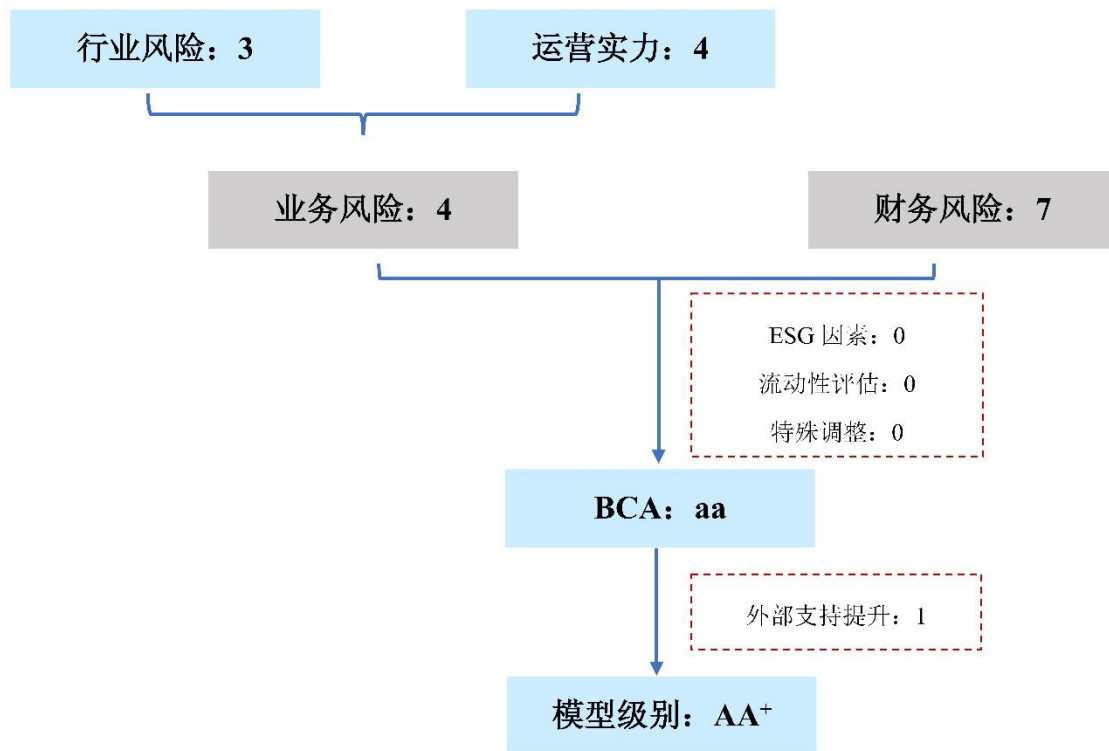 行业风险：3
运营实力：4
业务风险：4
财务风险：7
ESG 因素：0
流动性评估：0
特殊调整：0
BCA：aa
外部支持提升：1
模型级别：AA⁺